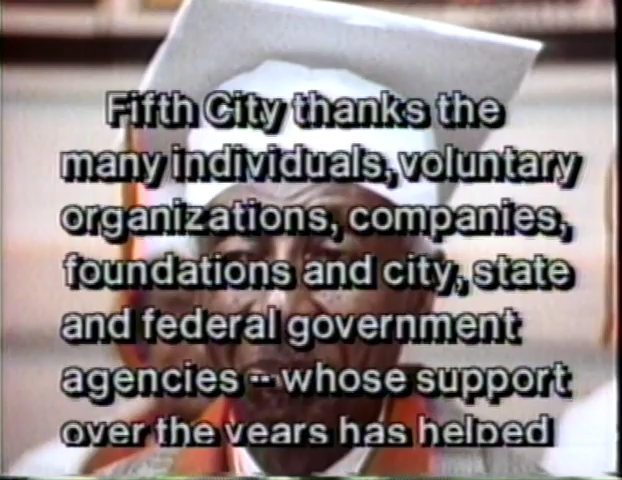 Fifth City thanks the
many individuals, voluntary
organizations, companies,
foundations and city, state
and federal government
agencies -- whose support
over the years has helped